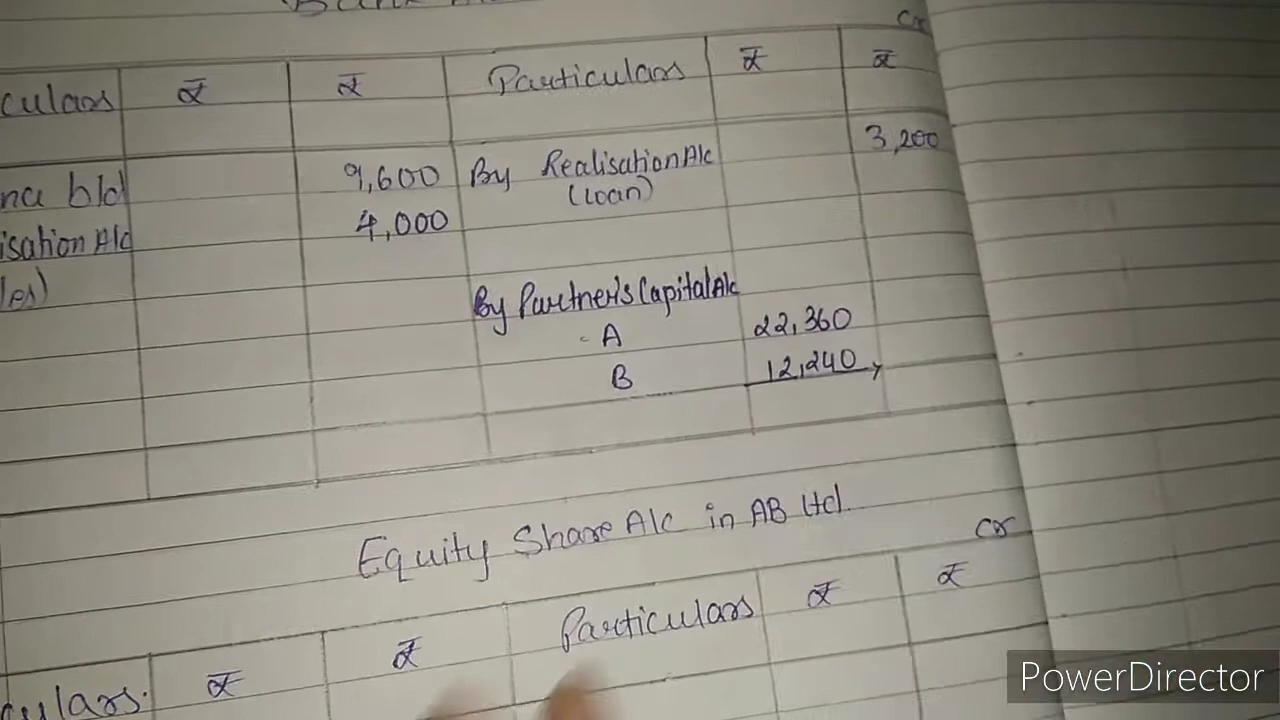 Cr
culars ₹ ₹ Particulars ₹ ₹
nce b/d 9,600 By Realisation A/c 3,200
isation A/c 4,000 (loan)
By Partner's Capital A/c
- A 22,360
B 12,240,
Equity Share A/c in AB Ltd.
Cr
culars. ₹ ₹ Particulars ₹ ₹
PowerDirector